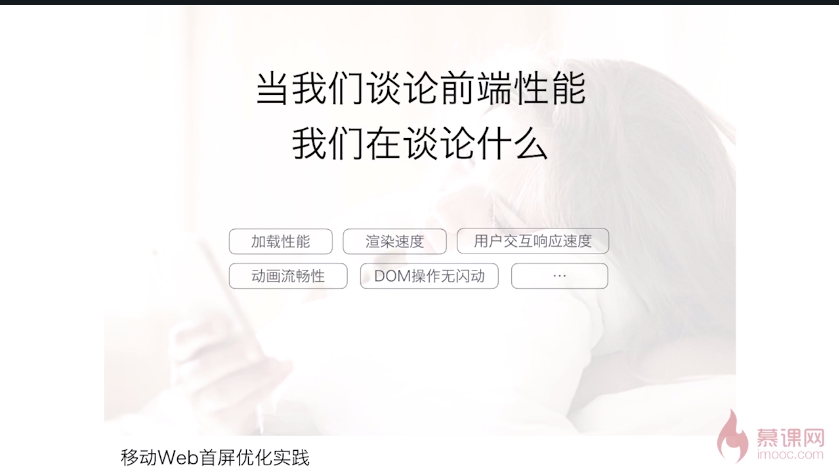 当我们谈论前端性能
我们在谈论什么
加载性能 渲染速度 用户交互响应速度
动画流畅性 DOM操作无闪动 …
移动Web首屏优化实践
慕课网
imooc.com